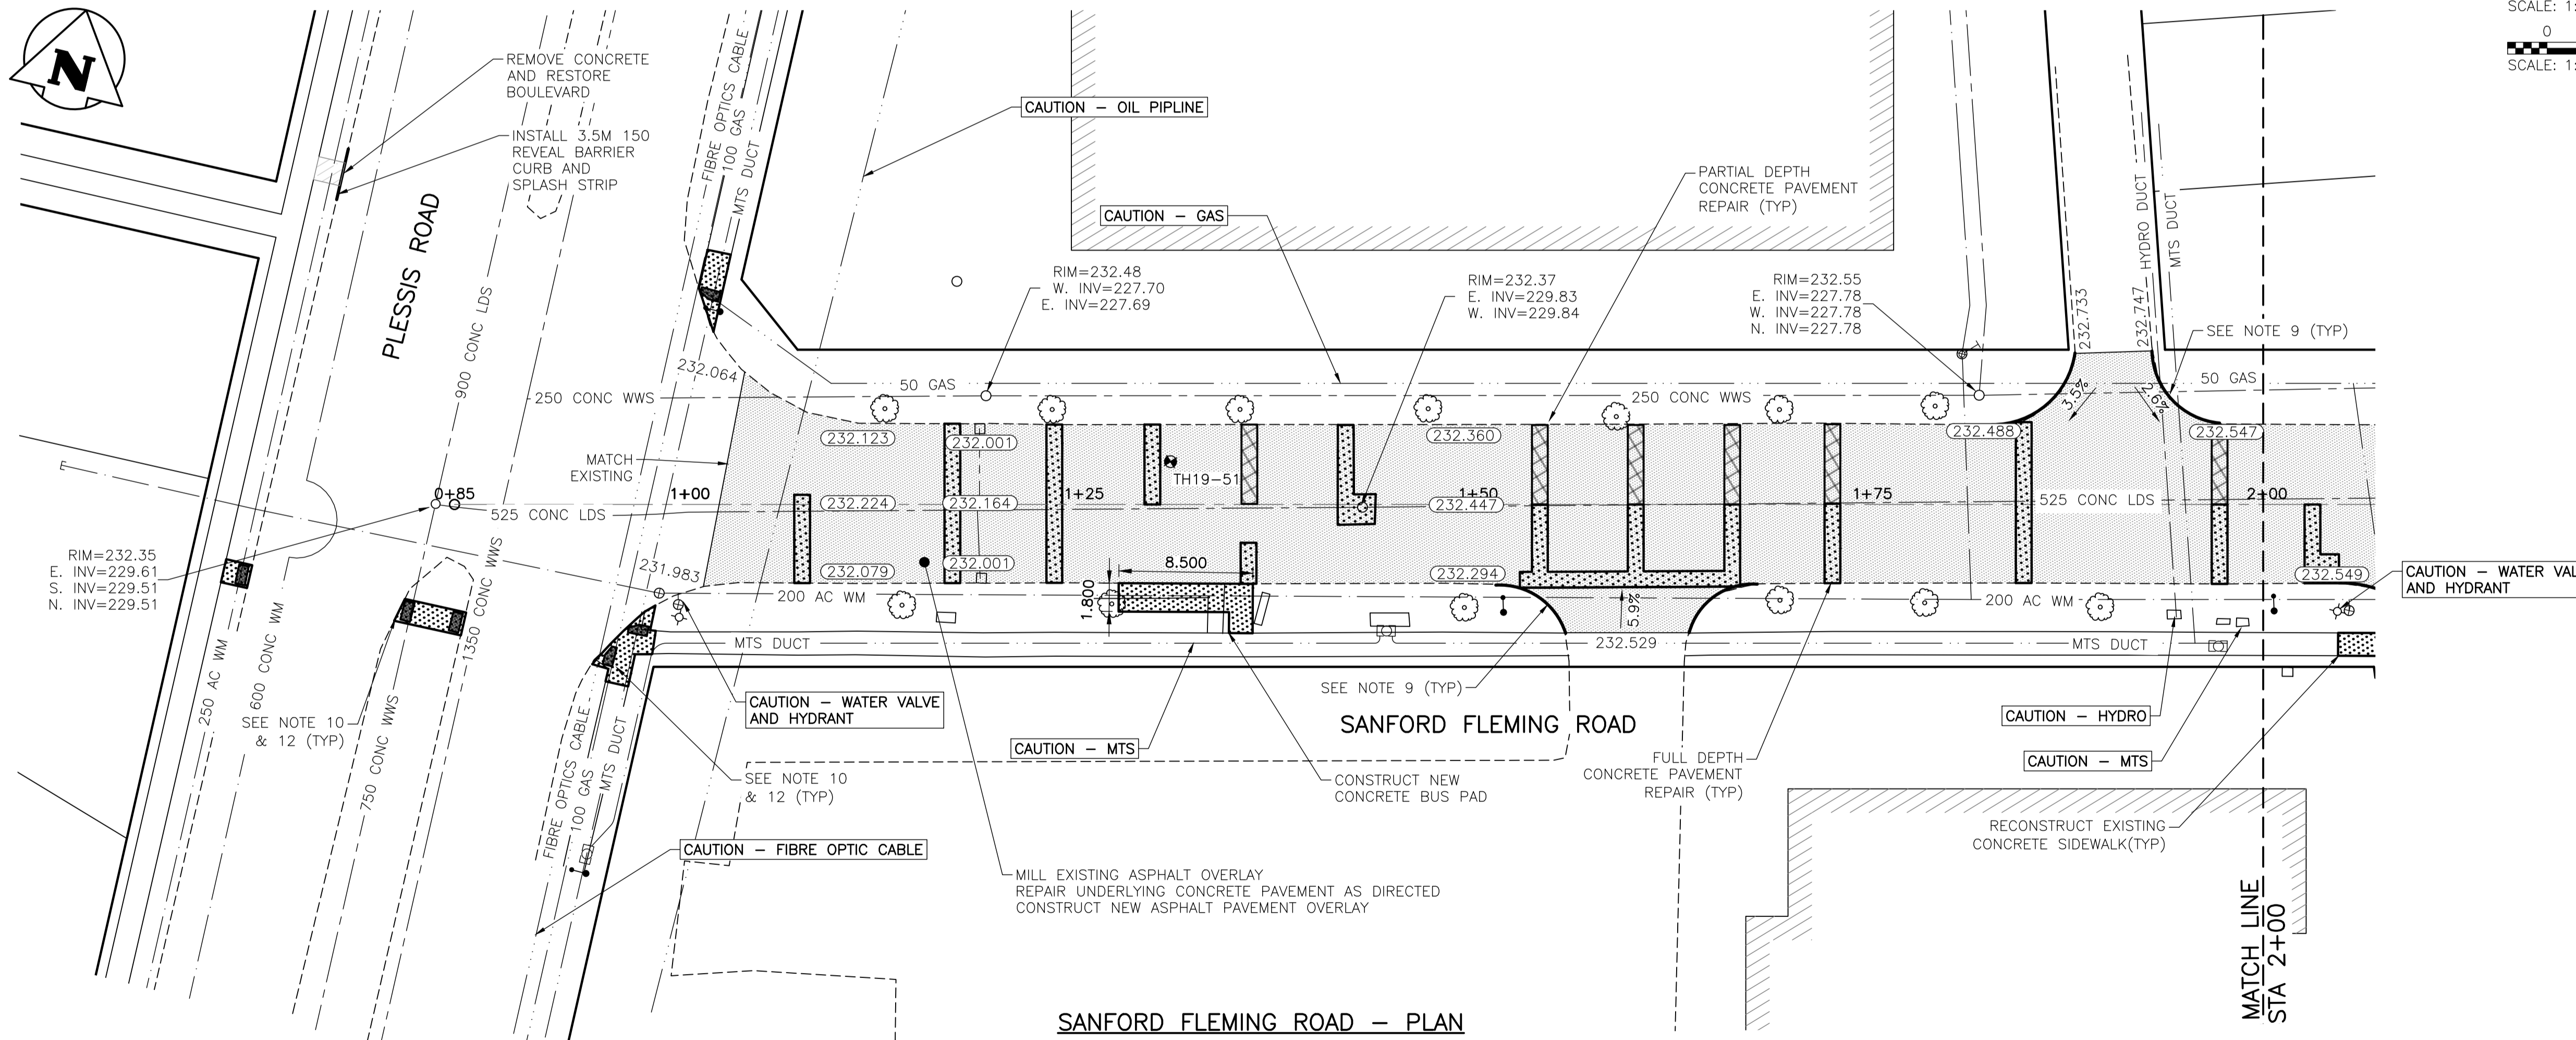 N
REMOVE CONCRETE
AND RESTORE
BOULEVARD
INSTALL 3.5M 150
REVEAL BARRIER
CURB AND
SPLASH STRIP
PLESSIS ROAD
900 CONC LDS
FIBRE OPTICS CABLE
100 GAS
MTS DUCT
CAUTION – OIL PIPLINE
CAUTION – GAS
PARTIAL DEPTH
CONCRETE PAVEMENT
REPAIR (TYP)
RIM=232.48
W. INV=227.70
E. INV=227.69
RIM=232.37
E. INV=229.83
W. INV=229.84
RIM=232.55
E. INV=227.78
W. INV=227.78
N. INV=227.78
232.733
232.747
HYDRO DUCT
MTS DUCT
SEE NOTE 9 (TYP)
SCALE: 1:
0
SCALE: 1:
232.064
250 CONC WWS
50 GAS
250 CONC WWS
50 GAS
3.5%
2.6%
232.123
232.001
232.360
232.488
232.547
MATCH
EXISTING
TH19-51
0+85
1+00
1+25
1+50
1+75
2+00
525 CONC LDS
232.224
232.164
232.447
525 CONC LDS
E
RIM=232.35
E. INV=229.61
S. INV=229.51
N. INV=229.51
231.983
232.079
232.001
8.500
1.800
232.294
232.549
200 AC WM
200 AC WM
5.9%
232.529
CAUTION – WATER VAL
AND HYDRANT
MTS DUCT
MTS DUCT
250 AC WM
600 CONC WM
750 CONC WWS
1350 CONC WWS
SEE NOTE 10
& 12 (TYP)
CAUTION – WATER VALVE
AND HYDRANT
SEE NOTE 9 (TYP)
SANFORD FLEMING ROAD
CAUTION – MTS
CAUTION – HYDRO
CAUTION – MTS
FIBRE OPTICS CABLE
100 GAS
MTS DUCT
SEE NOTE 10
& 12 (TYP)
CONSTRUCT NEW
CONCRETE BUS PAD
FULL DEPTH
CONCRETE PAVEMENT
REPAIR (TYP)
RECONSTRUCT EXISTING
CONCRETE SIDEWALK(TYP)
CAUTION – FIBRE OPTIC CABLE
MILL EXISTING ASPHALT OVERLAY
REPAIR UNDERLYING CONCRETE PAVEMENT AS DIRECTED
CONSTRUCT NEW ASPHALT PAVEMENT OVERLAY
MATCH LINE
STA 2+00
SANFORD FLEMING ROAD – PLAN